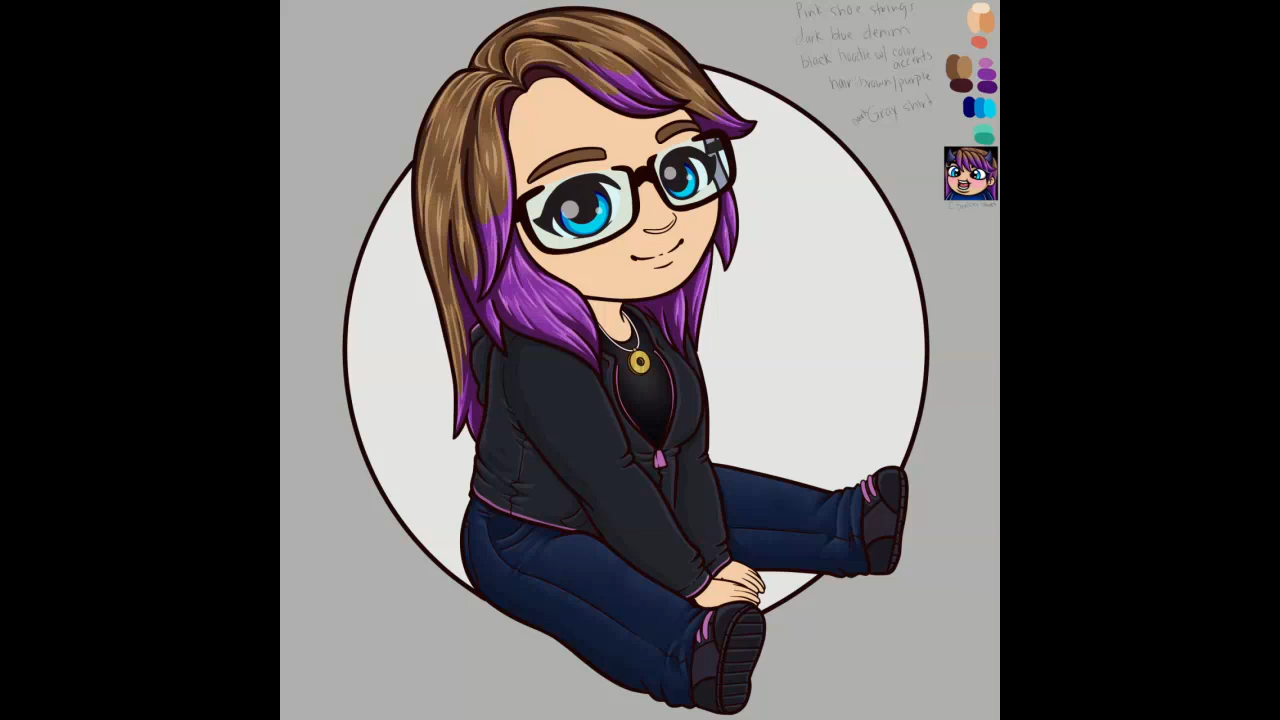 Pink shoe strings
dark blue denim
black hoodie w/ color
accents
hair: brown/purple
Gray shirt